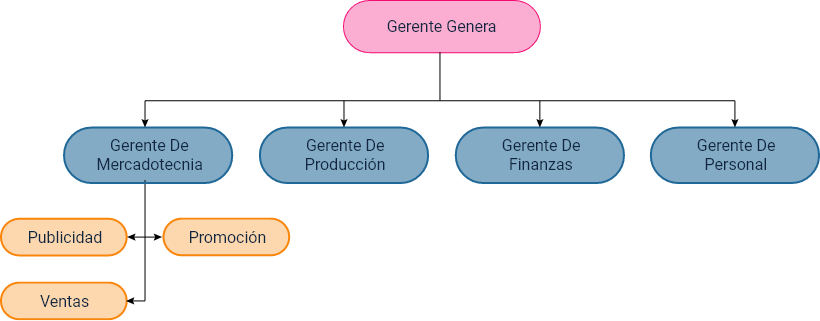 Gerente Genera
Gerente De
Mercadotecnia
Gerente De
Producción
Gerente De
Finanzas
Gerente De
Personal
Publicidad
Promoción
Ventas